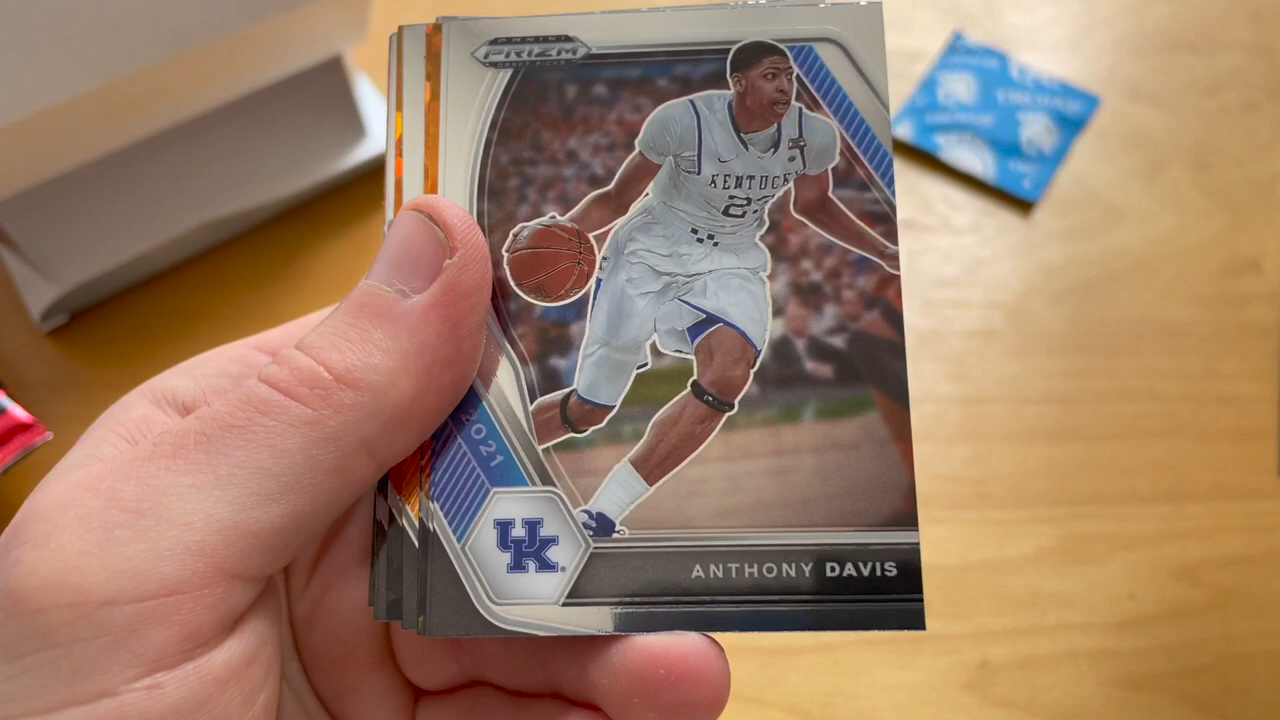 PANINI
PRIZM
DRAFT PICKS
KENTUCKY
23
2021
UK
ANTHONY DAVIS